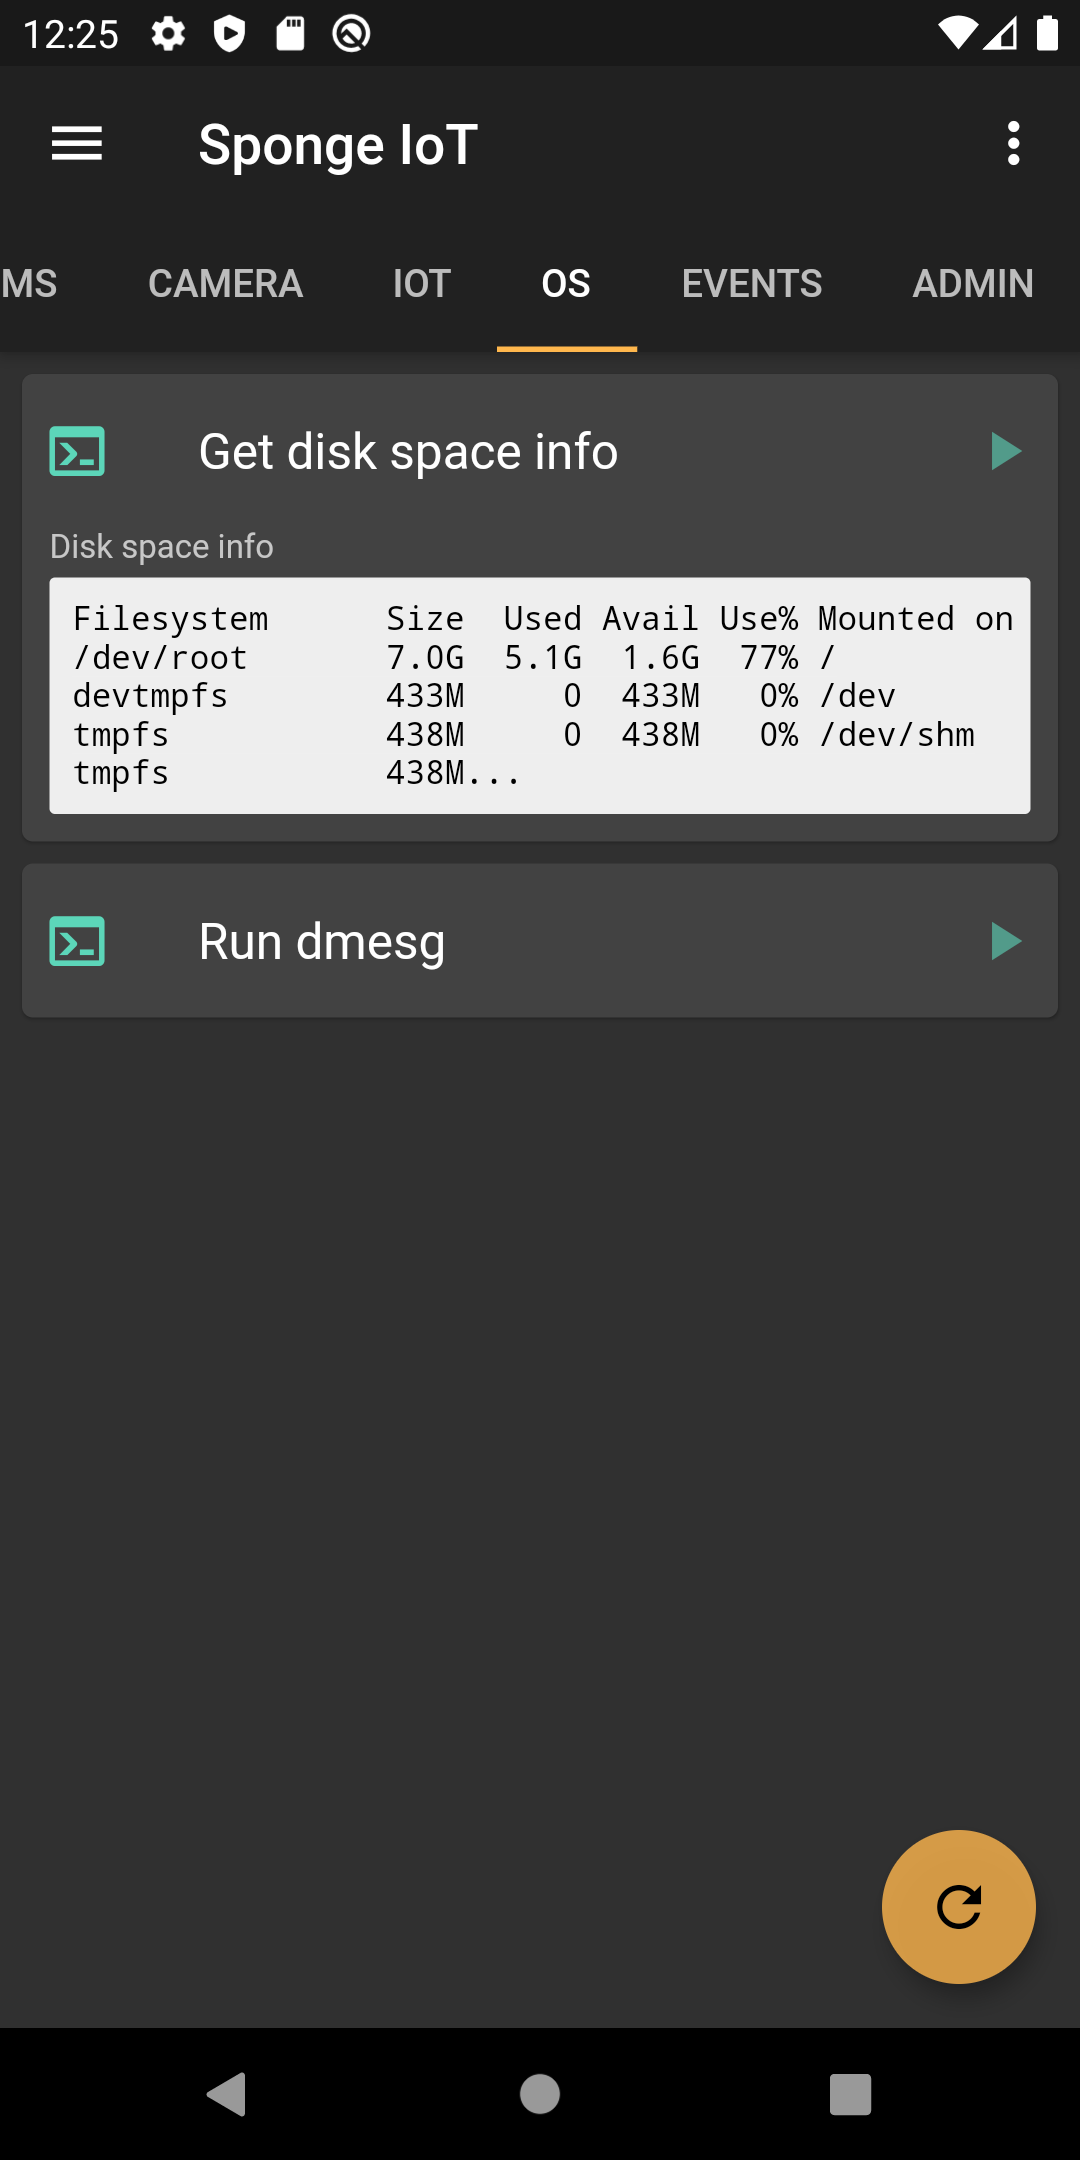 12:25
Sponge IoT
MS CAMERA IOT OS EVENTS ADMIN
Get disk space info
Disk space info
Filesystem      Size  Used Avail Use% Mounted on
/dev/root       7.0G  5.1G  1.6G  77% /
devtmpfs        433M     0  433M   0% /dev
tmpfs           438M     0  438M   0% /dev/shm
tmpfs           438M...
Run dmesg